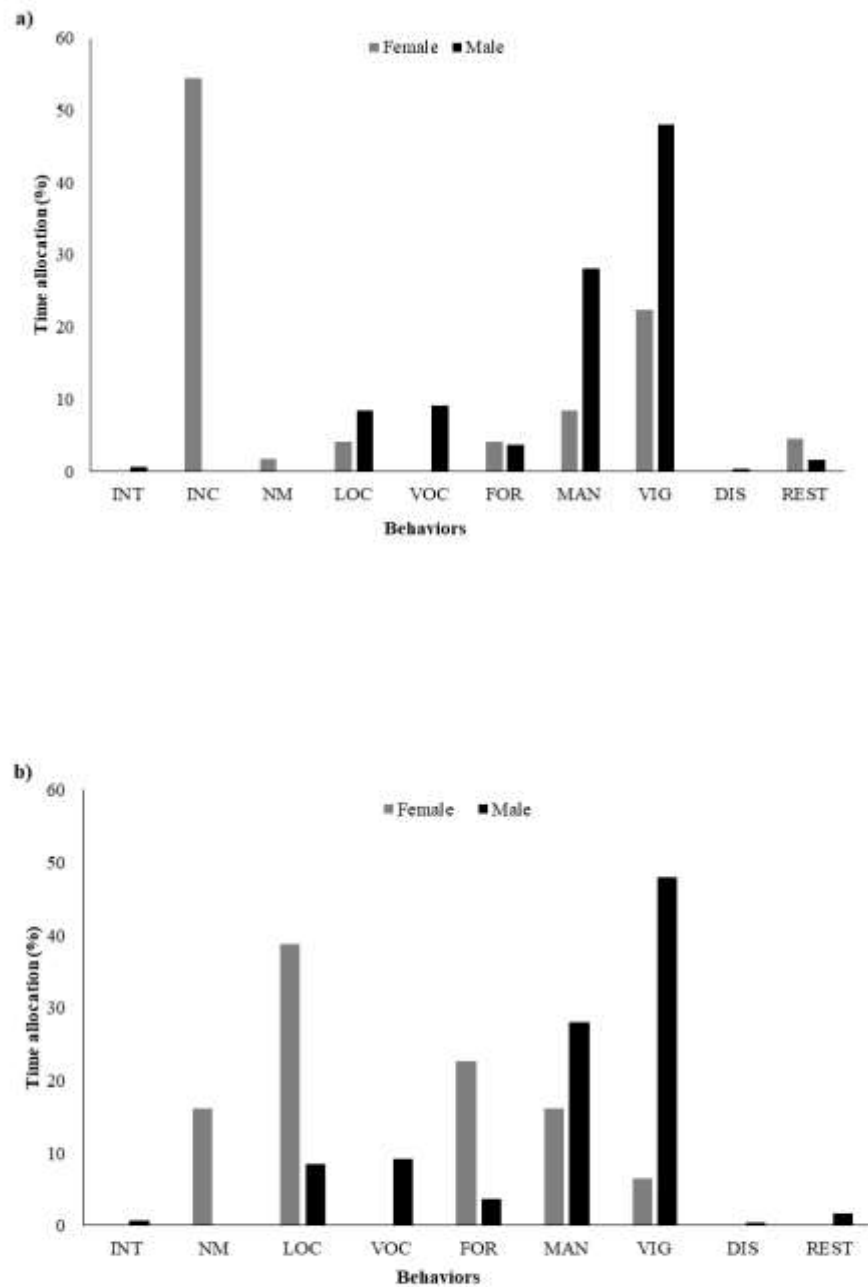 a)
60
Female Male
50
40
30
20
10
0
Time allocation (%)
INT INC NM LOC VOC FOR MAN VIG DIS REST
Behaviors
b)
60
Female Male
50
40
30
20
10
0
Time allocation (%)
INT NM LOC VOC FOR MAN VIG DIS REST
Behaviors